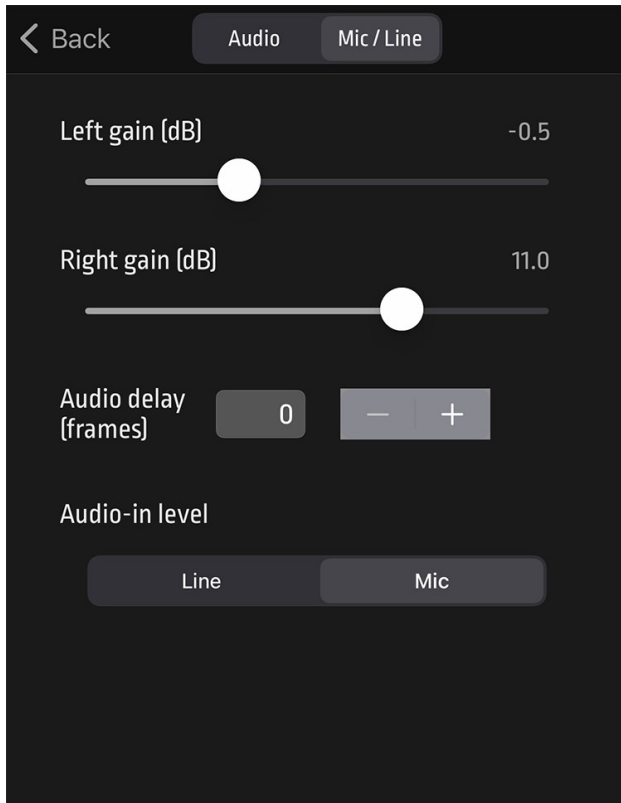 Back
Audio
Mic / Line
Left gain (dB)
-0.5
Right gain (dB)
11.0
Audio delay
(frames)
0
− +
Audio-in level
Line
Mic